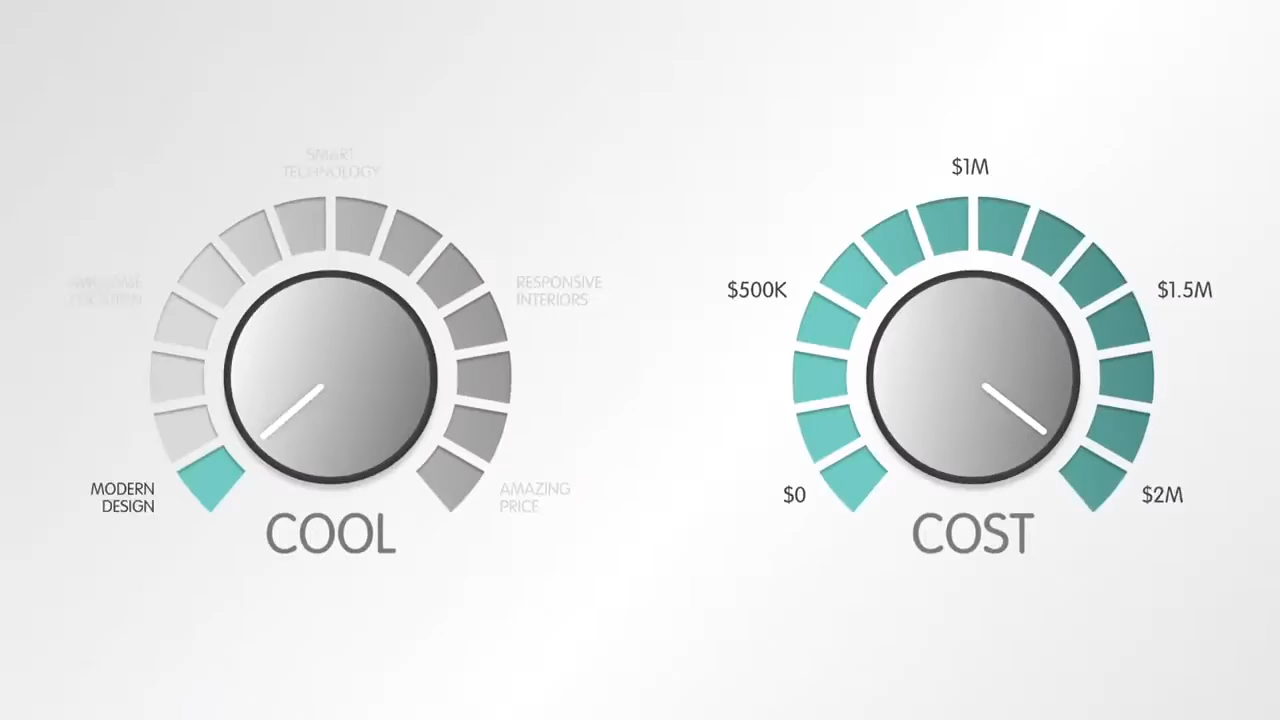 SMART
TECHNOLOGY
RESPONSIVE
INTERIORS
MODERN
DESIGN
AMAZING
PRICE
COOL
$1M
$500K
$1.5M
$0
$2M
COST